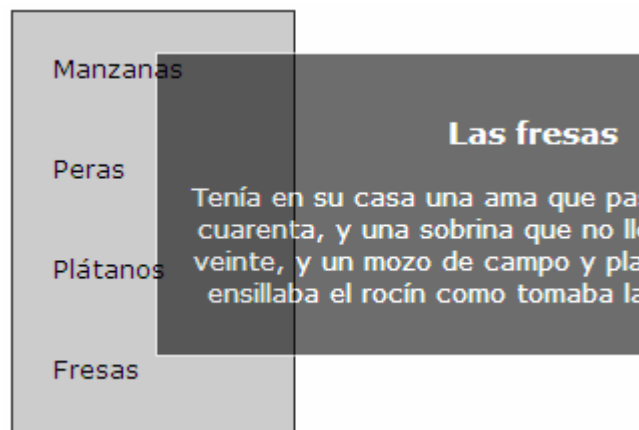 Manzanas
Peras
Plátanos
Fresas
Las fresas
Tenía en su casa una ama que
cuarenta, y una sobrina que no
veinte, y un mozo de campo y
ensillaba el rocín como tomaba